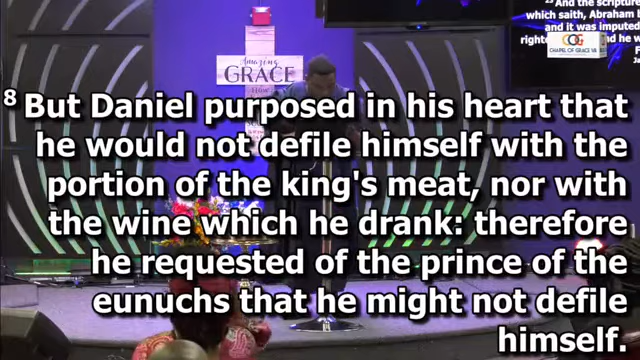 And the scripture
which saith, Abraham
and it was imputed
and he w
COG
CHAPEL OF GRACE
Amazing
GRACE
8 But Daniel purposed in his heart that
he would not defile himself with the
portion of the king's meat, nor with
the wine which he drank: therefore
he requested of the prince of the
eunuchs that he might not defile
himself.